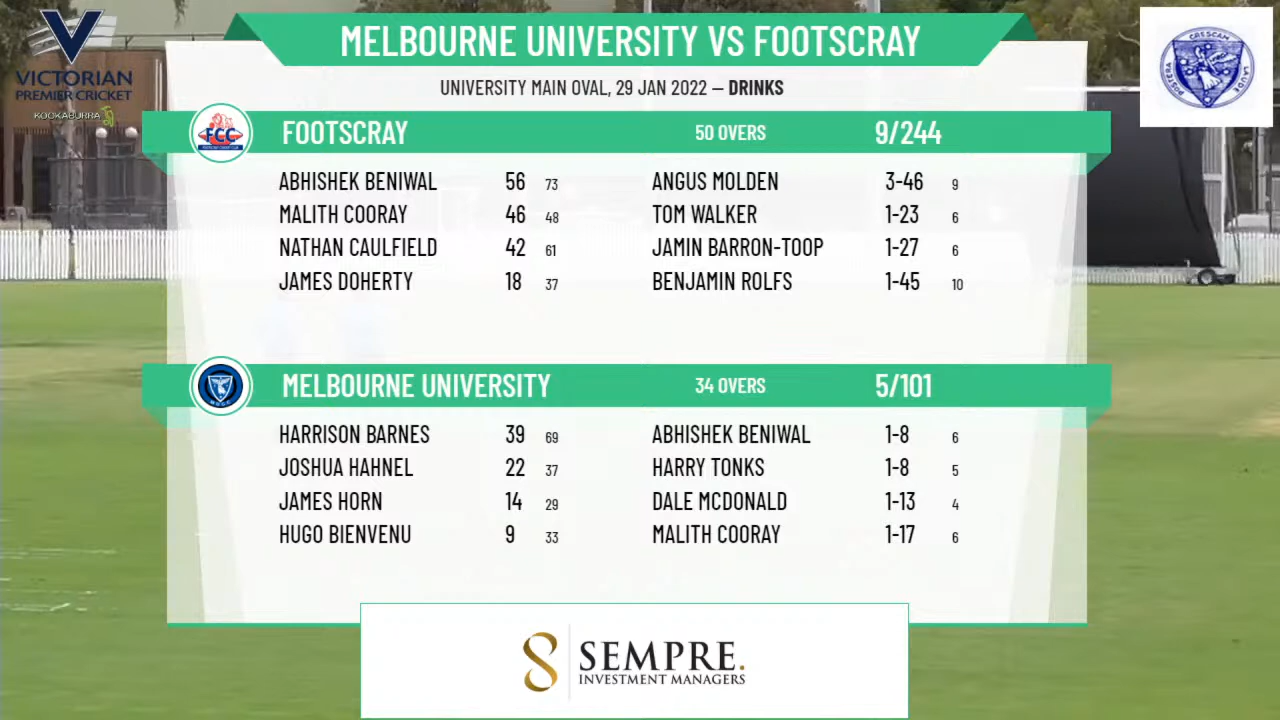 VICTORIAN
PREMIER CRICKET
KOOKABURRA
MELBOURNE UNIVERSITY VS FOOTSCRAY
UNIVERSITY MAIN OVAL, 29 JAN 2022 – DRINKS
FCC
FOOTSCRAY 50 OVERS 9/244
ABHISHEK BENIWAL 56 73 ANGUS MOLDEN 3-46 9
MALITH COORAY 46 48 TOM WALKER 1-23 6
NATHAN CAULFIELD 42 61 JAMIN BARRON-TOOP 1-27 6
JAMES DOHERTY 18 37 BENJAMIN ROLFS 1-45 10
MELBOURNE UNIVERSITY 34 OVERS 5/101
HARRISON BARNES 39 69 ABHISHEK BENIWAL 1-8 6
JOSHUA HAHNEL 22 37 HARRY TONKS 1-8 5
JAMES HORN 14 29 DALE MCDONALD 1-13 4
HUGO BIENVENU 9 33 MALITH COORAY 1-17 6
SEMPRE.
INVESTMENT MANAGERS